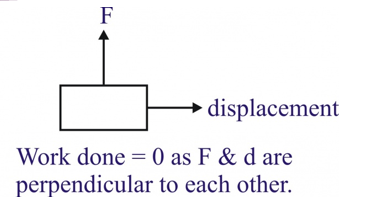 F
displacement
Work done = 0 as F & d are
perpendicular to each other.